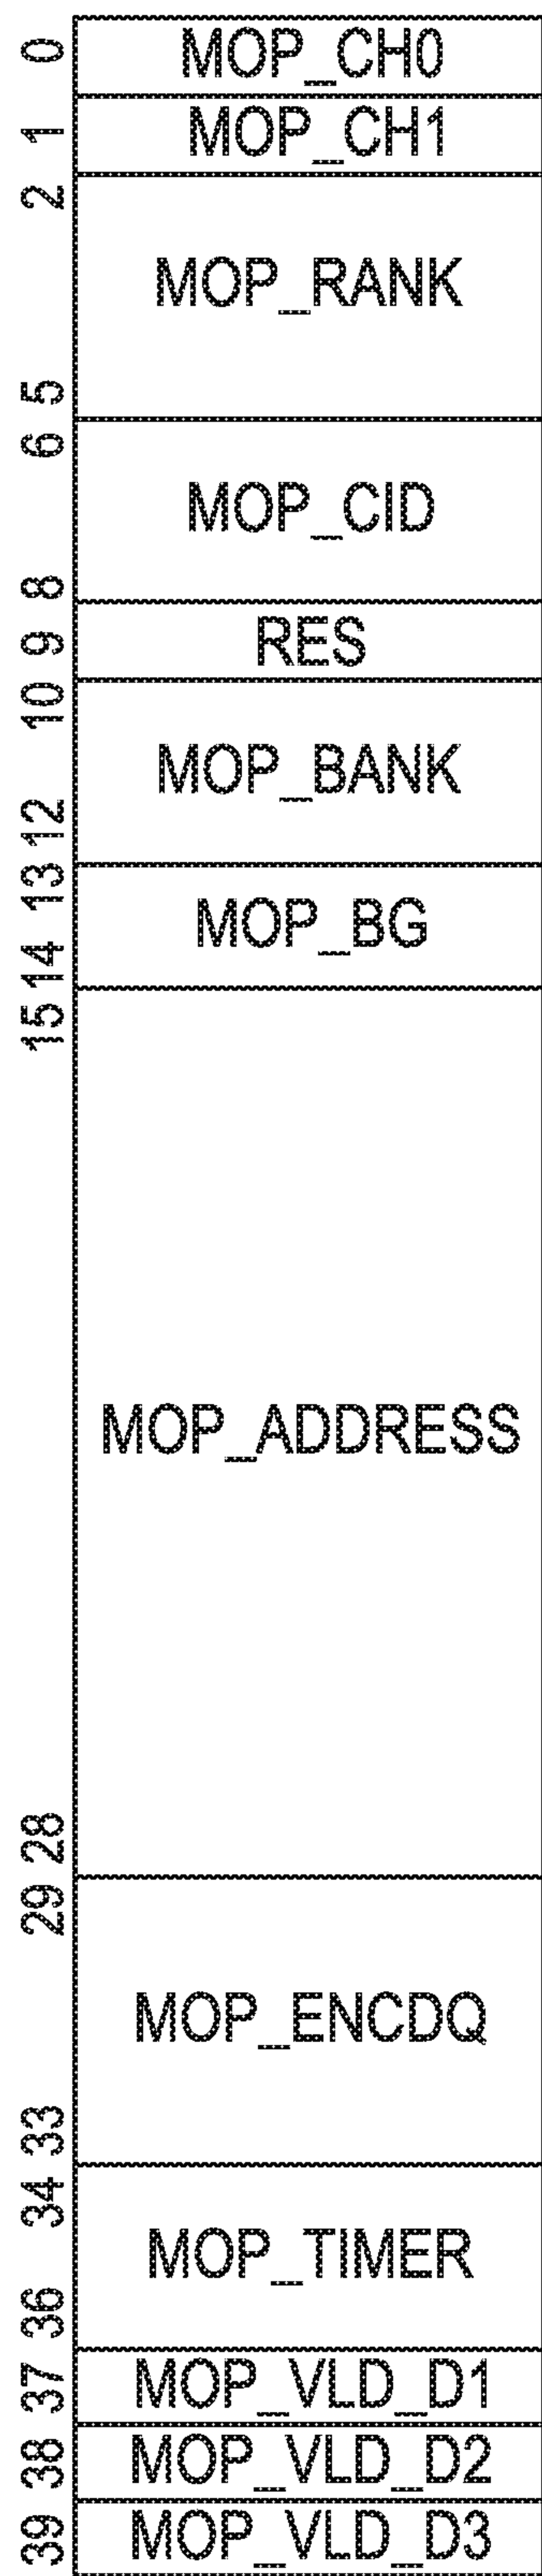 0
MOP_CH0
1
MOP_CH1
2
MOP_RANK
5
6
MOP_CID
8
9
RES
10
MOP_BANK
12
13
MOP_BG
14
15
MOP_ADDRESS
28
29
MOP_ENCDQ
33
34
MOP_TIMER
36
37
MOP_VLD_D1
38
MOP_VLD_D2
39
MOP_VLD_D3